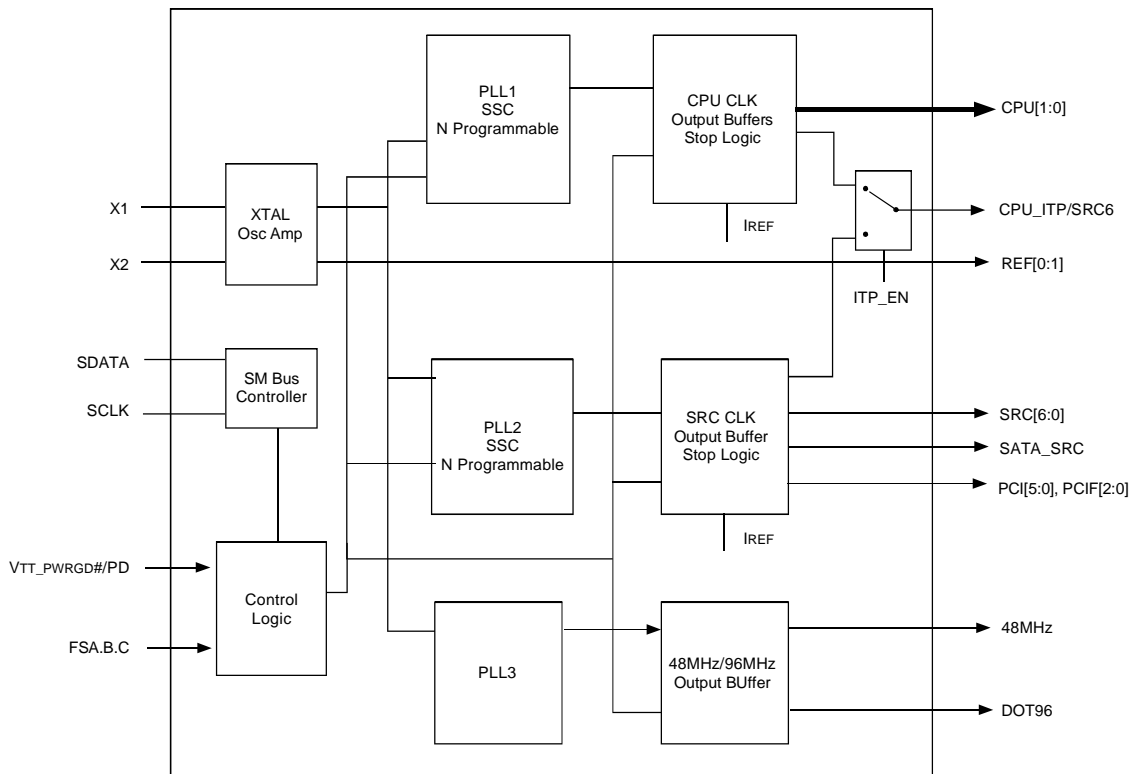 PLL1
SSC
N Programmable
CPU CLK
Output Buffers
Stop Logic
CPU[1:0]
X1
XTAL
Osc Amp
X2
IREF
CPU_ITP/SRC6
REF[0:1]
ITP_EN
SDATA
SCLK
SM Bus
Controller
PLL2
SSC
N Programmable
SRC CLK
Output Buffer
Stop Logic
SRC[6:0]
SATA_SRC
PCI[5:0], PCIF[2:0]
IREF
VTT_PWRGD#/PD
FSA.B.C
Control
Logic
PLL3
48MHz/96MHz
Output BUffer
48MHz
DOT96